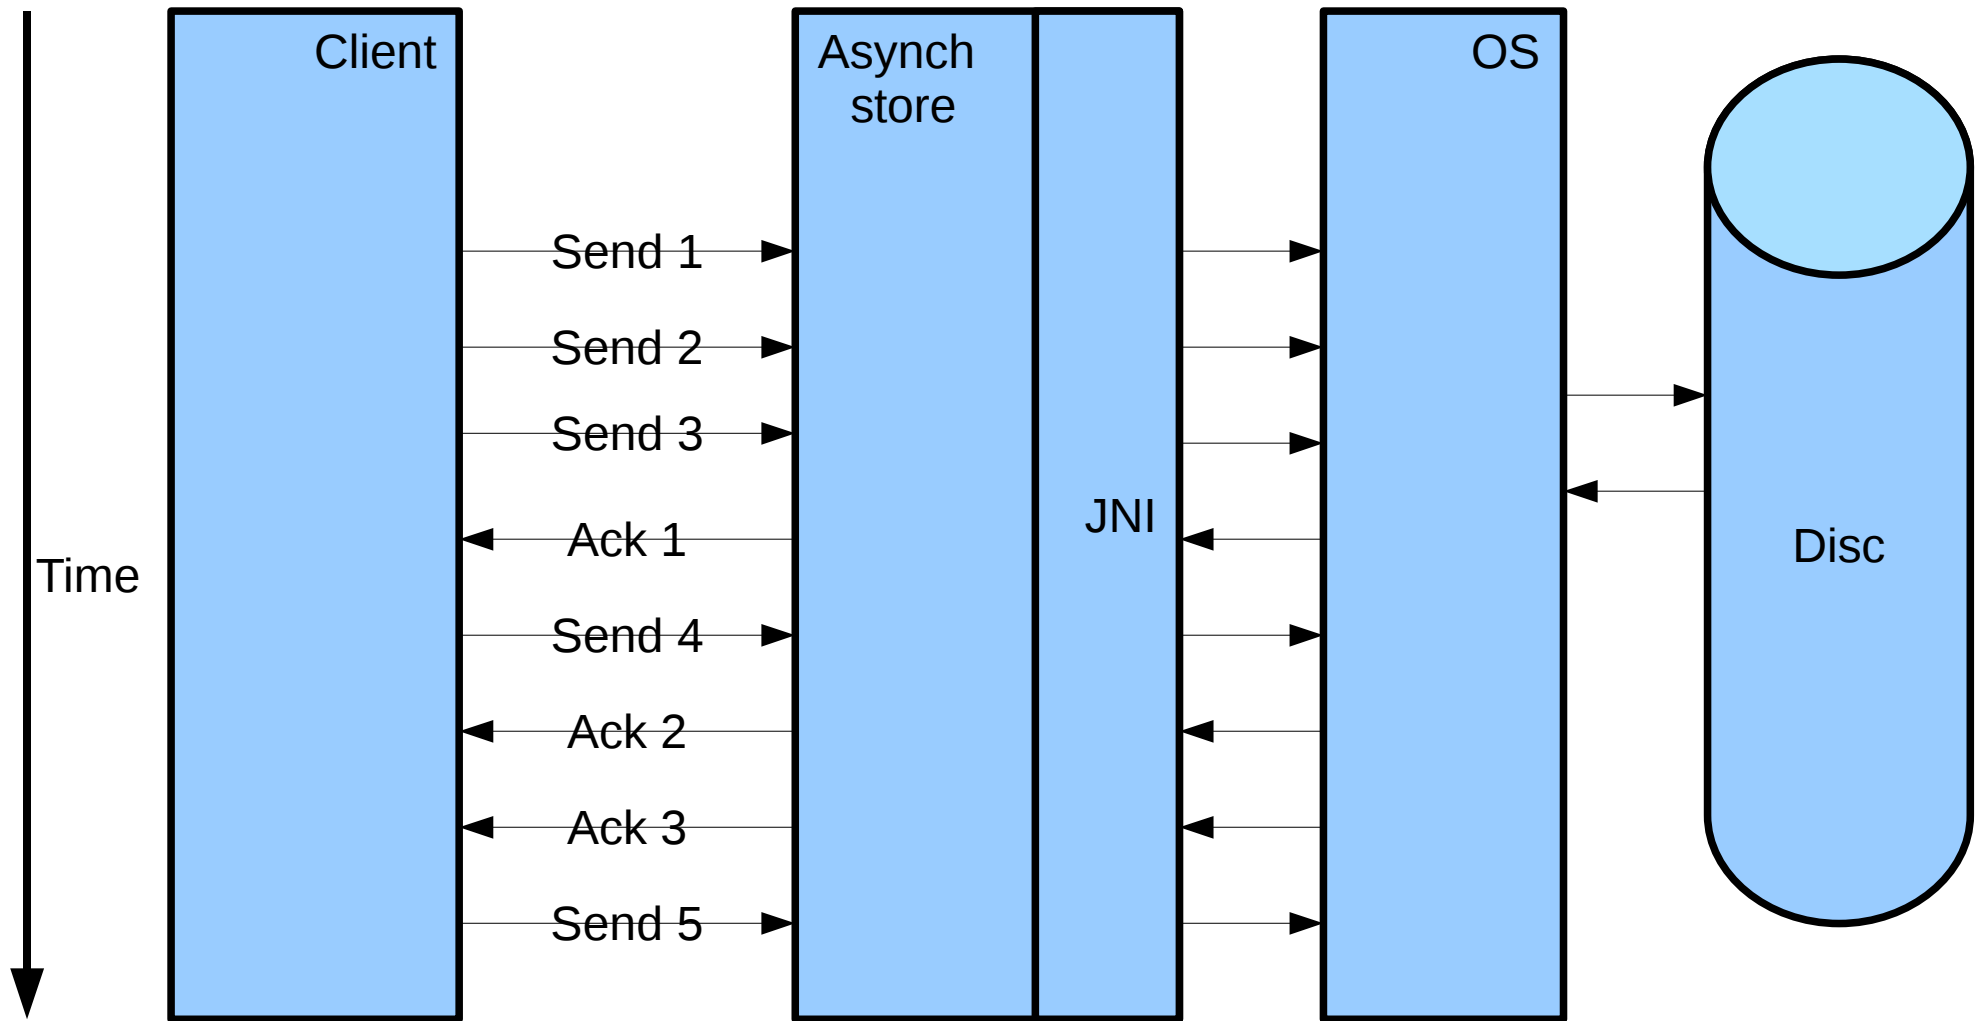 Client
Asynch
store
OS
Send 1
Send 2
Send 3
JNI
Ack 1
Disc
Time
Send 4
Ack 2
Ack 3
Send 5